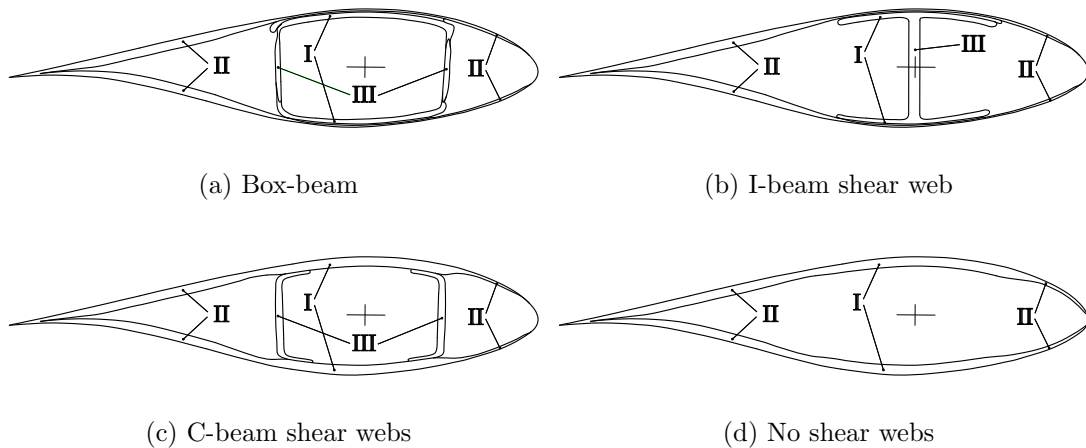 I
II
III
II
(a) Box-beam
I
II
III
II
(b) I-beam shear web
I
II
III
II
(c) C-beam shear webs
I
II
II
(d) No shear webs